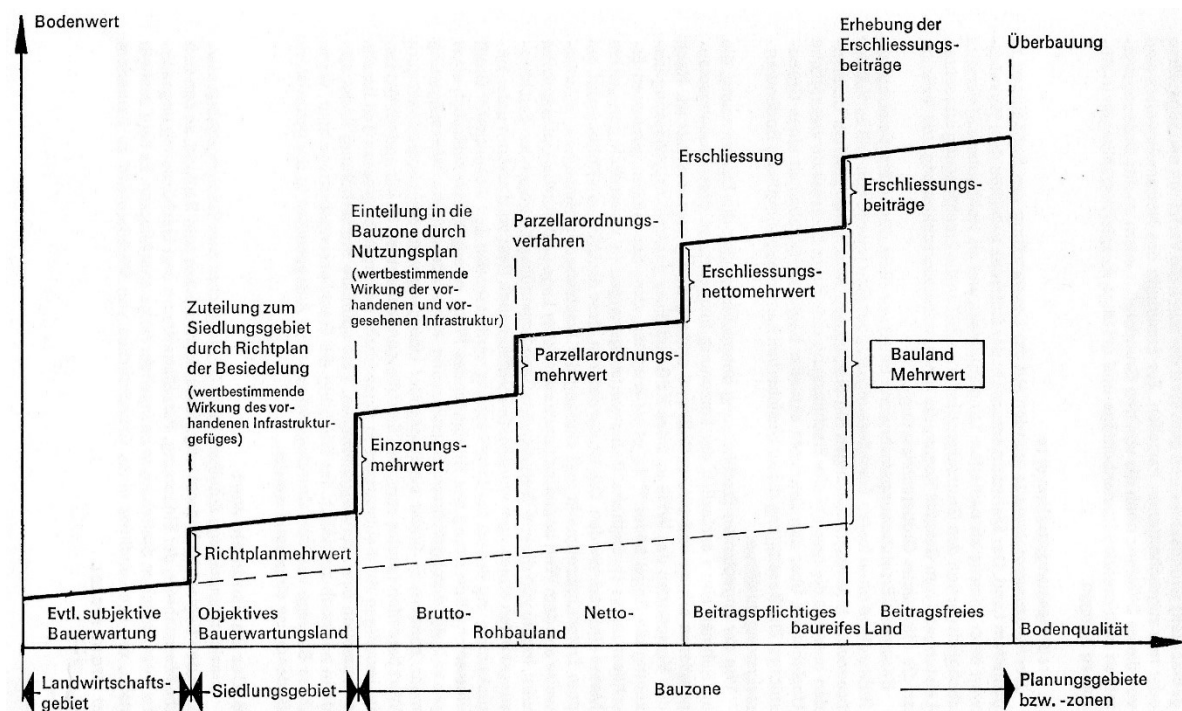 Bodenwert
Erhebung der
Erschliessungs-
beiträge
Überbauung
Erschliessung
Erschliessungs-
beiträge
Einteilung in die
Bauzone durch
Nutzungsplan
(wertbestimmende
Wirkung der vor-
handenen und vor-
gesehenen Infrastruktur)
Parzellarordnungs-
verfahren
Erschliessungs-
nettomehrwert
Zuteilung zum
Siedlungsgebiet
durch Richtplan
der Besiedelung
(wertbestimmende
Wirkung des vor-
handenen Infrastruktur-
gefüges)
Parzellarordnungs-
mehrwert
Bauland
Mehrwert
Einzonungs-
mehrwert
Richtplanmehrwert
Evtl. subjektive
Bauerwartung
Objektives
Bauerwartungsland
Brutto-
Netto-
Rohbauland
Beitragspflichtiges
Beitragsfreies
baureifes Land
Bodenqualität
Landwirtschafts-
gebiet
Siedlungsgebiet
Bauzone
Planungsgebiete
bzw. -zonen